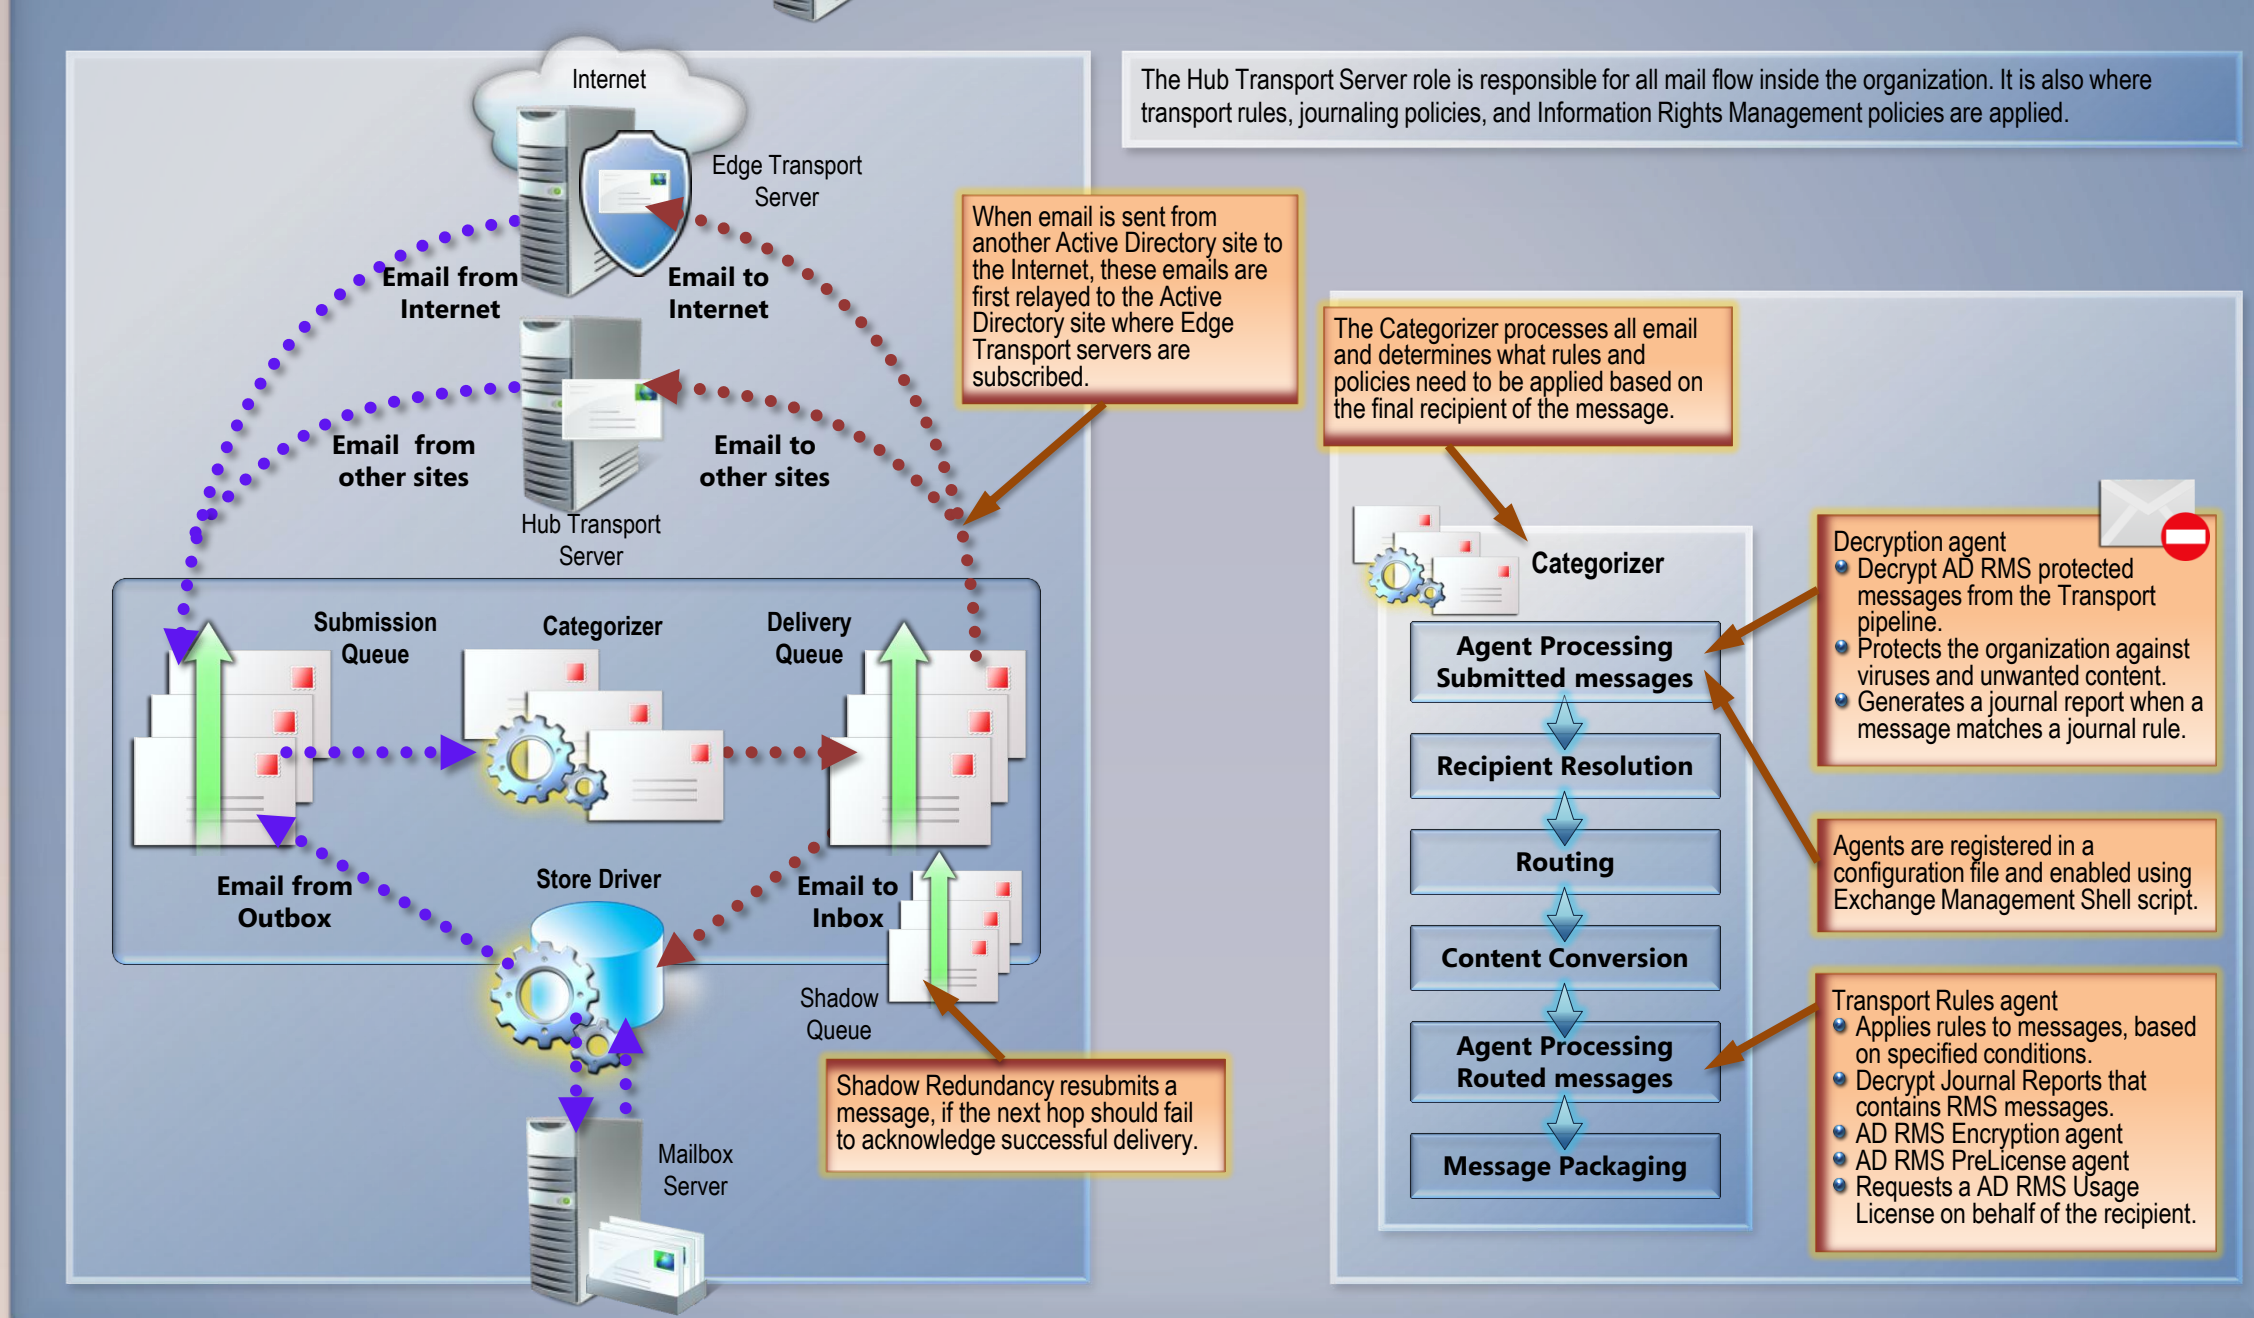 Internet
The Hub Transport Server role is responsible for all mail flow inside the organization. It is also where
transport rules, journaling policies, and Information Rights Management policies are applied.
Edge Transport
Server
Email from
Internet
Email to
Internet
When email is sent from
another Active Directory site to
the Internet, these emails are
first relayed to the Active
Directory site where Edge
Transport servers are
subscribed.
Email  from
other sites
Email to
other sites
Hub Transport
Server
Submission
Queue
Categorizer
Delivery
Queue
Email from
Outbox
Store Driver
Email to
Inbox
Shadow
Queue
Shadow Redundancy resubmits a
message, if the next hop should fail
to acknowledge successful delivery.
Mailbox
Server
The Categorizer processes all email
and determines what rules and
policies need to be applied based on
the final recipient of the message.
Categorizer
Agent Processing
Submitted messages
Recipient Resolution
Routing
Content Conversion
Agent Processing
Routed messages
Message Packaging
Decryption agent
Decrypt AD RMS protected
messages from the Transport
pipeline.
Protects the organization against
viruses and unwanted content.
Generates a journal report when a
message matches a journal rule.
Agents are registered in a
configuration file and enabled using
Exchange Management Shell script.
Transport Rules agent
Applies rules to messages, based
on specified conditions.
Decrypt Journal Reports that
contains RMS messages.
AD RMS Encryption agent
AD RMS PreLicense agent
Requests a AD RMS Usage
License on behalf of the recipient.